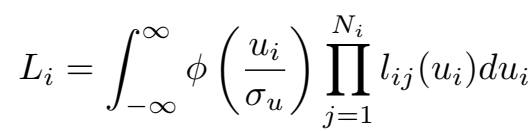 L_i = \int_{-\infty}^{\infty} \phi \left( \frac{u_i}{\sigma_u} \right) \prod_{j=1}^{N_i} l_{ij}(u_i) du_i